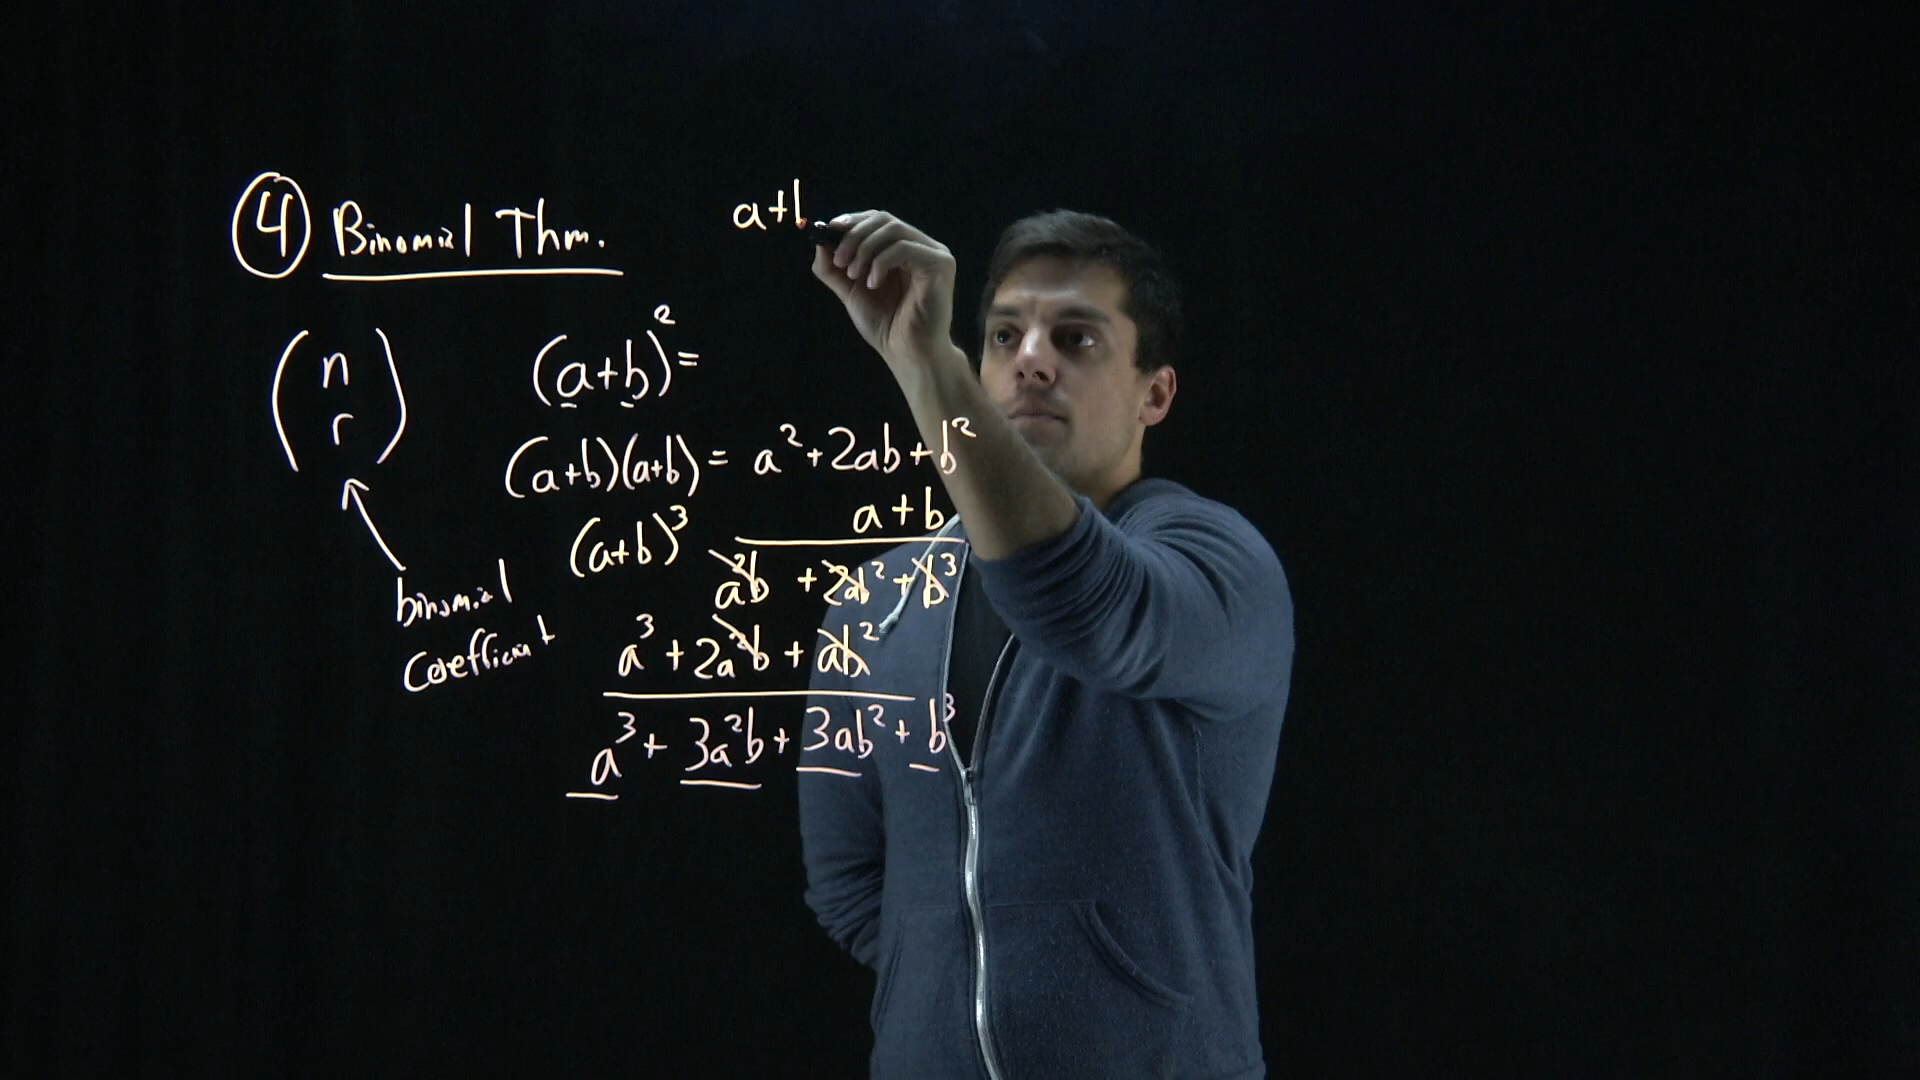 ④ Binomial Thm.
a+b
(n r)
(a+b)²=
(a+b)(a+b) = a²+2ab+b²
a+b
(a+b)³
a²b +2ab²+b³
a³+2a²b+ab²
a³+3a²b+3ab²+b³
binomial
coefficient